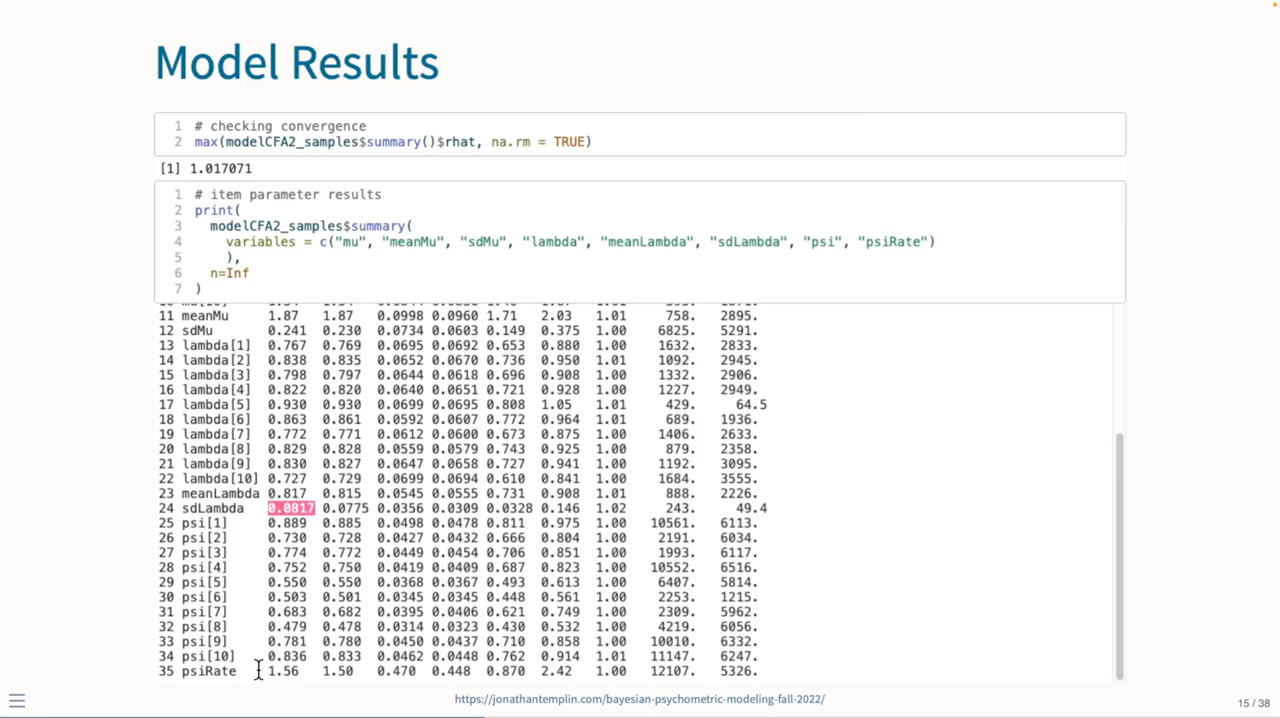 Model Results
1 # checking convergence
2 max(modelCFA2_samples$summary()$rhat, na.rm = TRUE)
[1] 1.017071
1 # item parameter results
2 print(
3 modelCFA2_samples$summary(
4 variables = c("mu", "meanMu", "sdMu", "lambda", "meanLambda", "sdLambda", "psi", "psiRate")
5 ),
6 n=Inf
7 )
11 meanMu 1.87 1.87 0.0998 0.0960 1.71 2.03 1.01 758. 2895.
12 sdMu 0.241 0.230 0.0734 0.0603 0.149 0.375 1.00 6825. 5291.
13 lambda[1] 0.767 0.769 0.0695 0.0692 0.653 0.880 1.00 1632. 2833.
14 lambda[2] 0.838 0.835 0.0652 0.0670 0.736 0.950 1.01 1092. 2945.
15 lambda[3] 0.798 0.797 0.0644 0.0618 0.696 0.908 1.00 1332. 2906.
16 lambda[4] 0.822 0.820 0.0640 0.0651 0.721 0.928 1.00 1227. 2949.
17 lambda[5] 0.930 0.930 0.0699 0.0695 0.808 1.05 1.01 429. 64.5
18 lambda[6] 0.863 0.861 0.0592 0.0607 0.772 0.964 1.01 689. 1936.
19 lambda[7] 0.772 0.771 0.0612 0.0600 0.673 0.875 1.00 1406. 2633.
20 lambda[8] 0.829 0.828 0.0559 0.0579 0.743 0.925 1.00 879. 2358.
21 lambda[9] 0.830 0.827 0.0647 0.0658 0.727 0.941 1.00 1192. 3095.
22 lambda[10] 0.727 0.729 0.0699 0.0694 0.610 0.841 1.00 1684. 3555.
23 meanLambda 0.817 0.815 0.0545 0.0555 0.731 0.908 1.01 888. 2226.
24 sdLambda 0.0817 0.0775 0.0356 0.0309 0.0328 0.146 1.02 243. 49.4
25 psi[1] 0.889 0.885 0.0498 0.0478 0.811 0.975 1.00 10561. 6113.
26 psi[2] 0.730 0.728 0.0427 0.0432 0.666 0.804 1.00 2191. 6034.
27 psi[3] 0.774 0.772 0.0449 0.0454 0.706 0.851 1.00 1993. 6117.
28 psi[4] 0.752 0.750 0.0419 0.0409 0.687 0.823 1.00 10552. 6516.
29 psi[5] 0.550 0.550 0.0368 0.0367 0.493 0.613 1.00 6407. 5814.
30 psi[6] 0.503 0.501 0.0345 0.0345 0.448 0.561 1.00 2253. 1215.
31 psi[7] 0.683 0.682 0.0395 0.0406 0.621 0.749 1.00 2309. 5962.
32 psi[8] 0.479 0.478 0.0314 0.0323 0.430 0.532 1.00 4219. 6056.
33 psi[9] 0.781 0.780 0.0450 0.0437 0.710 0.858 1.00 10010. 6332.
34 psi[10] 0.836 0.833 0.0462 0.0448 0.762 0.914 1.01 11147. 6247.
35 psiRate 1.56 1.50 0.470 0.448 0.870 2.42 1.00 12107. 5326.
https://jonathantemplin.com/bayesian-psychometric-modeling-fall-2022/
15 / 38